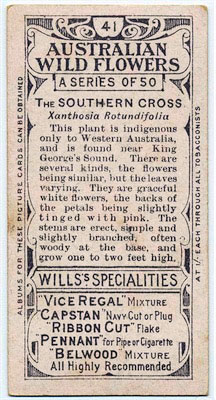 41
AUSTRALIAN
WILD FLOWERS
A SERIES OF 50
THE SOUTHERN CROSS
Xanthosia Rotundifolia
This plant is indigenous
only to Western Australia,
and is found near King
George's Sound. There are
several kinds, the flowers
being similar, but the leaves
varying. They are graceful
white flowers, the backs of
the petals being slightly
tinged with pink. The
stems are erect, simple and
slightly branched, often
woody at the base, and
grow one to two feet high.
WILLS'S SPECIALITIES
"VICE REGAL" MIXTURE
"CAPSTAN" NAVY CUT or PLUG
"RIBBON CUT" Flake
"PENNANT" for Pipe or Cigarette
"BELWOOD" MIXTURE
All Highly Recommended.
ALBUMS FOR THESE PICTURE CARDS CAN BE OBTAINED
AT 1/- EACH THROUGH ALL TOBACCONISTS